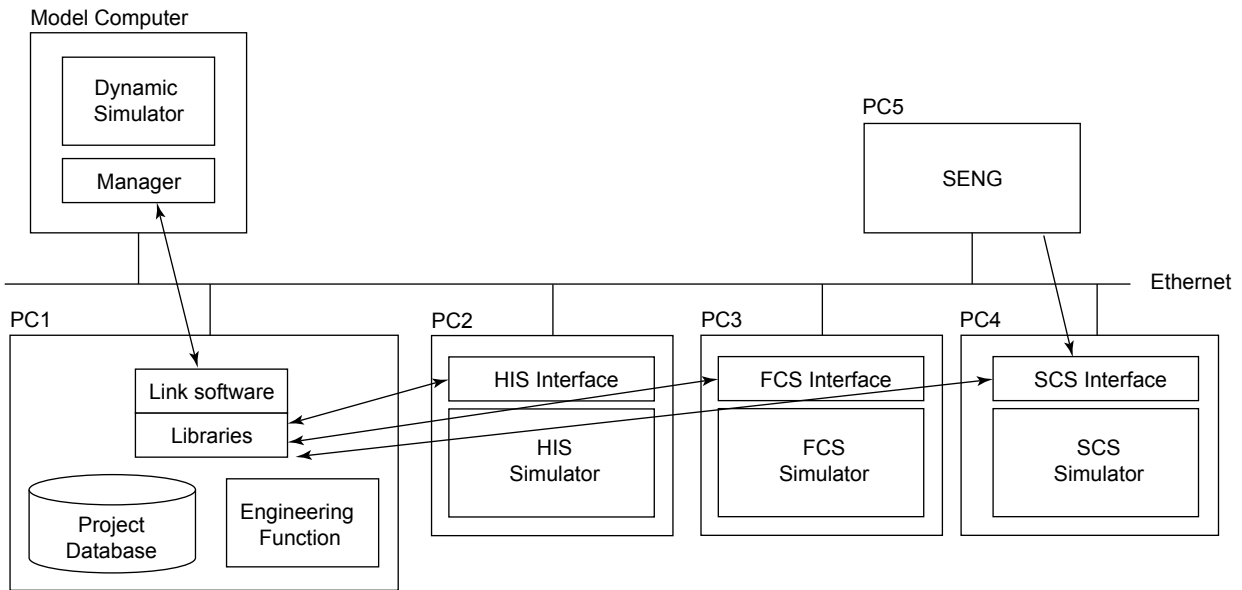 Model Computer
Dynamic
Simulator
Manager
PC5
SENG
Ethernet
PC1
Link software
Libraries
Project
Database
Engineering
Function
PC2
HIS Interface
HIS
Simulator
PC3
FCS Interface
FCS
Simulator
PC4
SCS Interface
SCS
Simulator